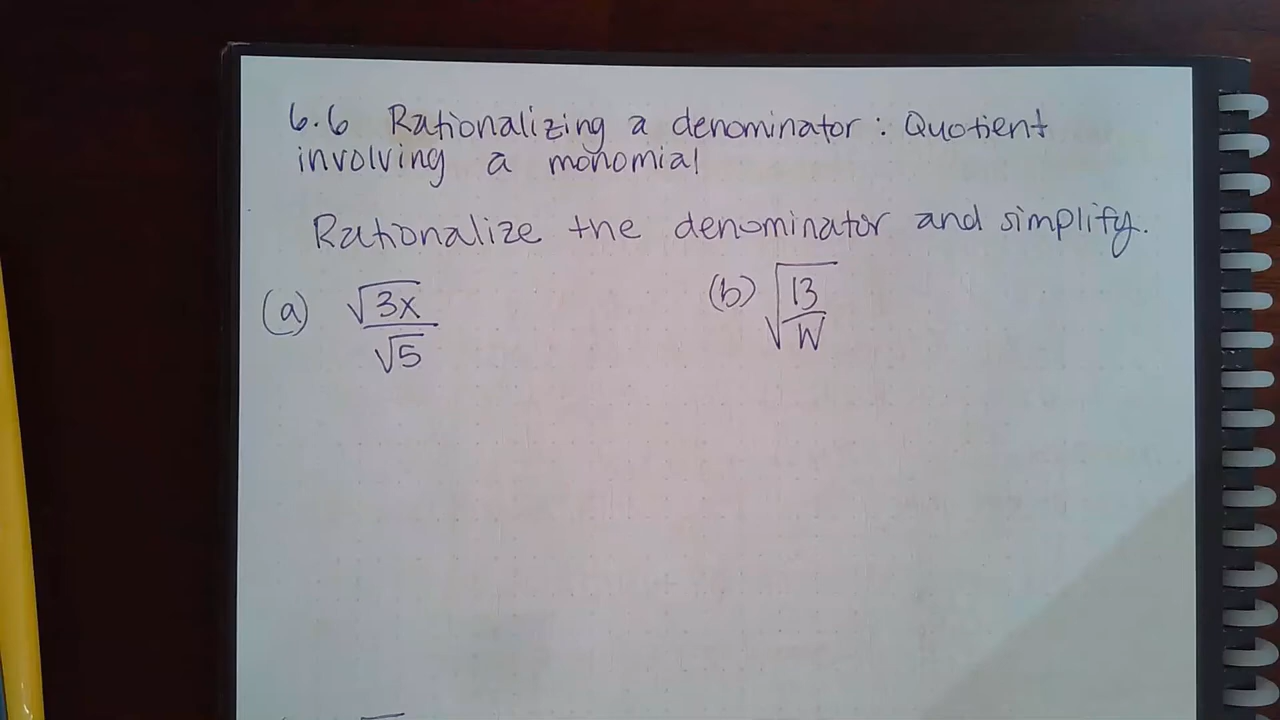 6.6 Rationalizing a denominator : Quotient
involving a monomial
Rationalize the denominator and simplify.
(a) √3x / √5 (b) √13/W